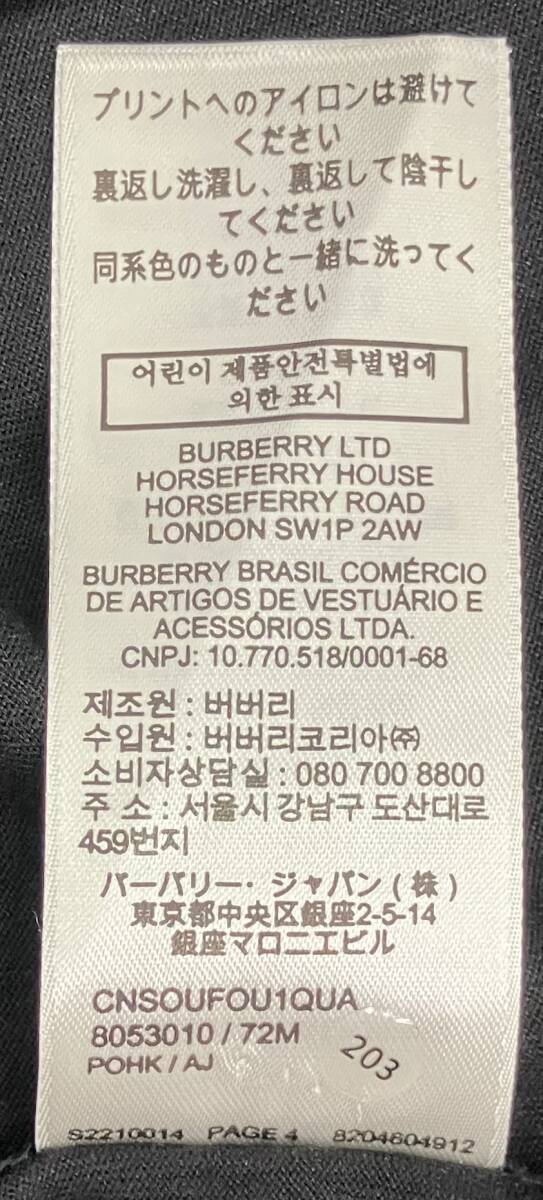 プリントへのアイロンは避けて
ください
裏返し洗濯し、裏返して陰干し
てください
同系色のものと一緒に洗ってく
ださい
어린이 제품안전특별법에
의한 표시
BURBERRY LTD
HORSEFERRY HOUSE
HORSEFERRY ROAD
LONDON SW1P 2AW
BURBERRY BRASIL COMÉRCIO
DE ARTIGOS DE VESTUÁRIO E
ACESSÓRIOS LTDA.
CNPJ: 10.770.518/0001-68
제조원 : 버버리
수입원 : 버버리코리아㈜
소비자상담실 : 080 700 8800
주 소 : 서울시 강남구 도산대로
459번지
バーバリー・ジャパン ( 株 )
東京都中央区銀座2-5-14
銀座マロニエビル
CNSOUFOU1QUA
8053010 / 72M
203
POHK / AJ
S2210014 PAGE 4 8204804912